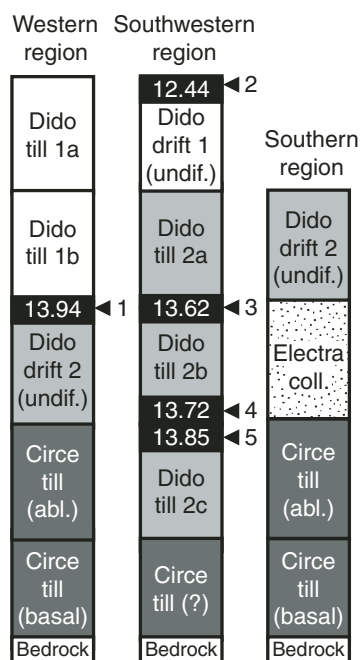 Western
region
Dido
till 1a
Dido
till 1b
13.94
1
Dido
drift 2
(undif.)
Circe
till
(abl.)
Circe
till
(basal)
Bedrock
Southwestern
region
12.44
2
Dido
drift 1
(undif.)
Dido
till 2a
13.62
3
Dido
till 2b
13.72
4
13.85
5
Dido
till 2c
Circe
till (?)
Bedrock
Southern
region
Dido
drift 2
(undif.)
Electra
coll.
Circe
till
(abl.)
Circe
till
(basal)
Bedrock